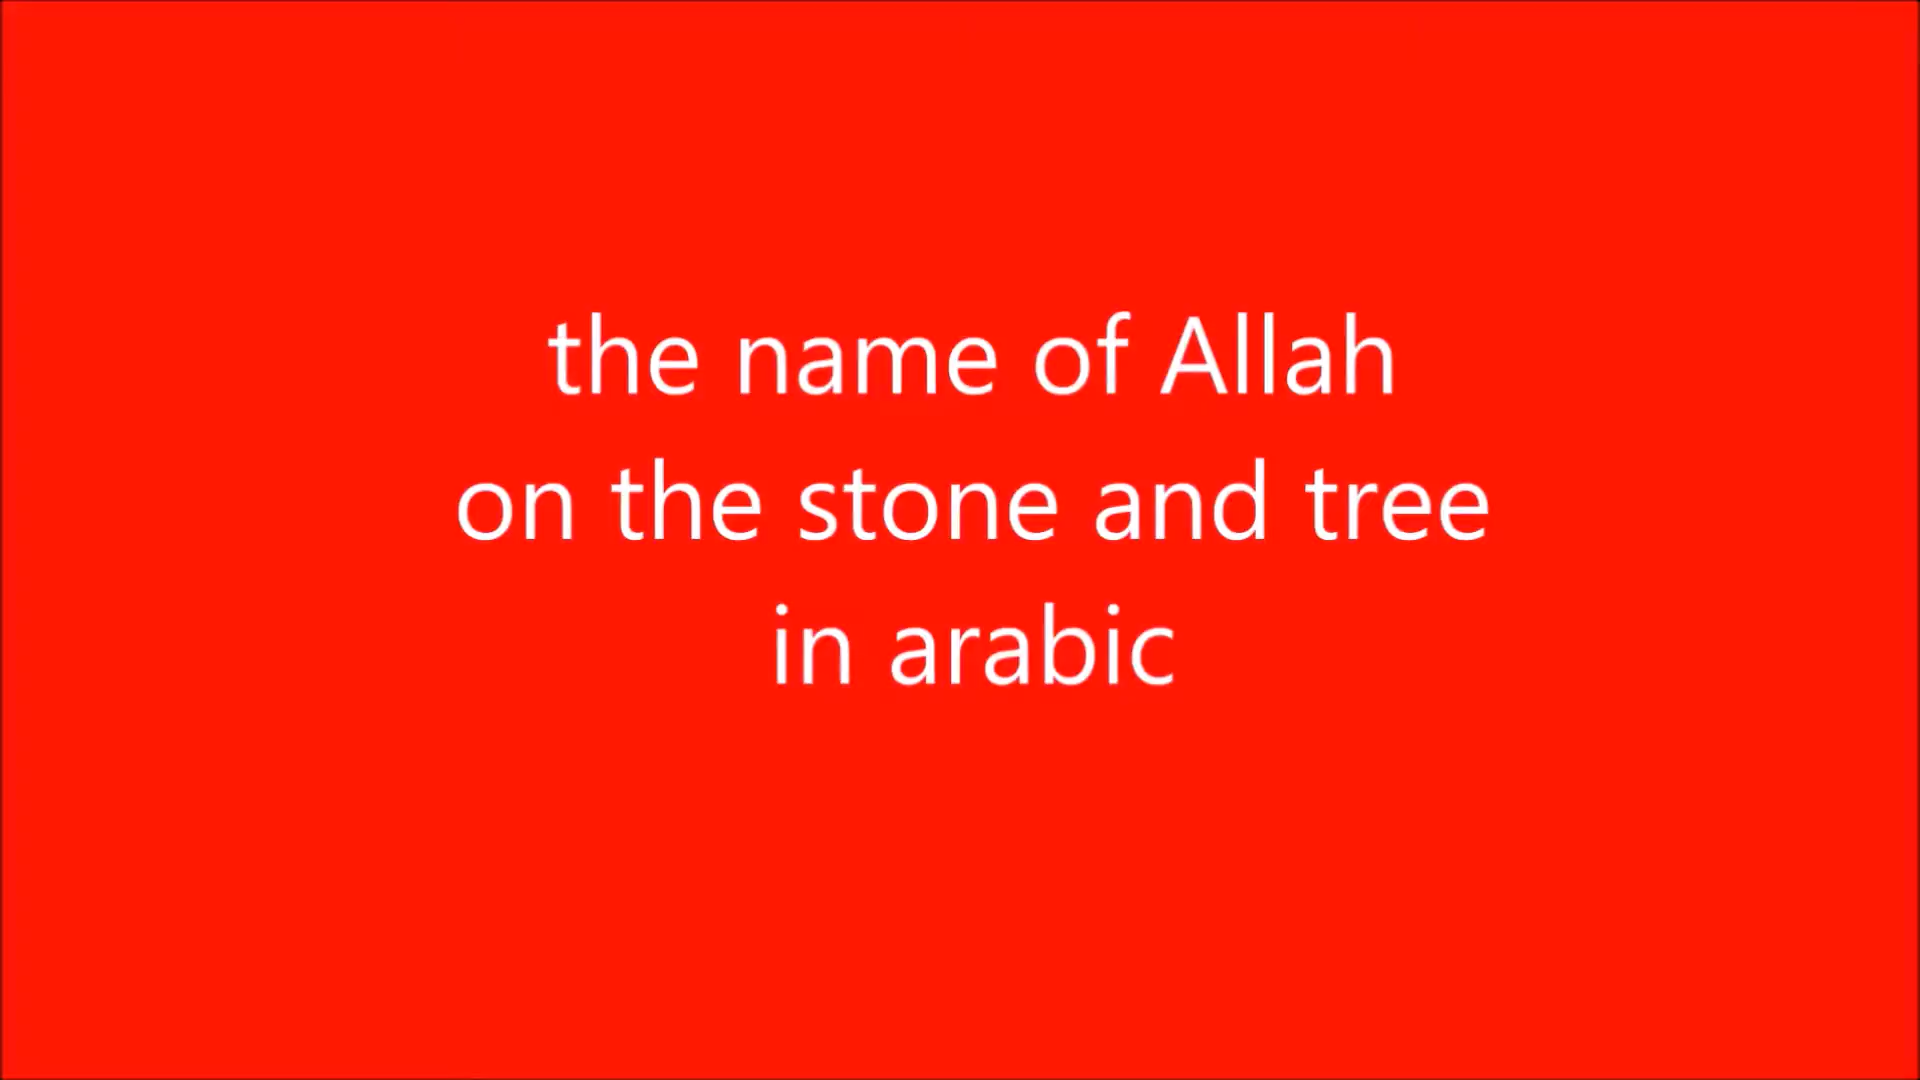 the name of Allah
on the stone and tree
in arabic